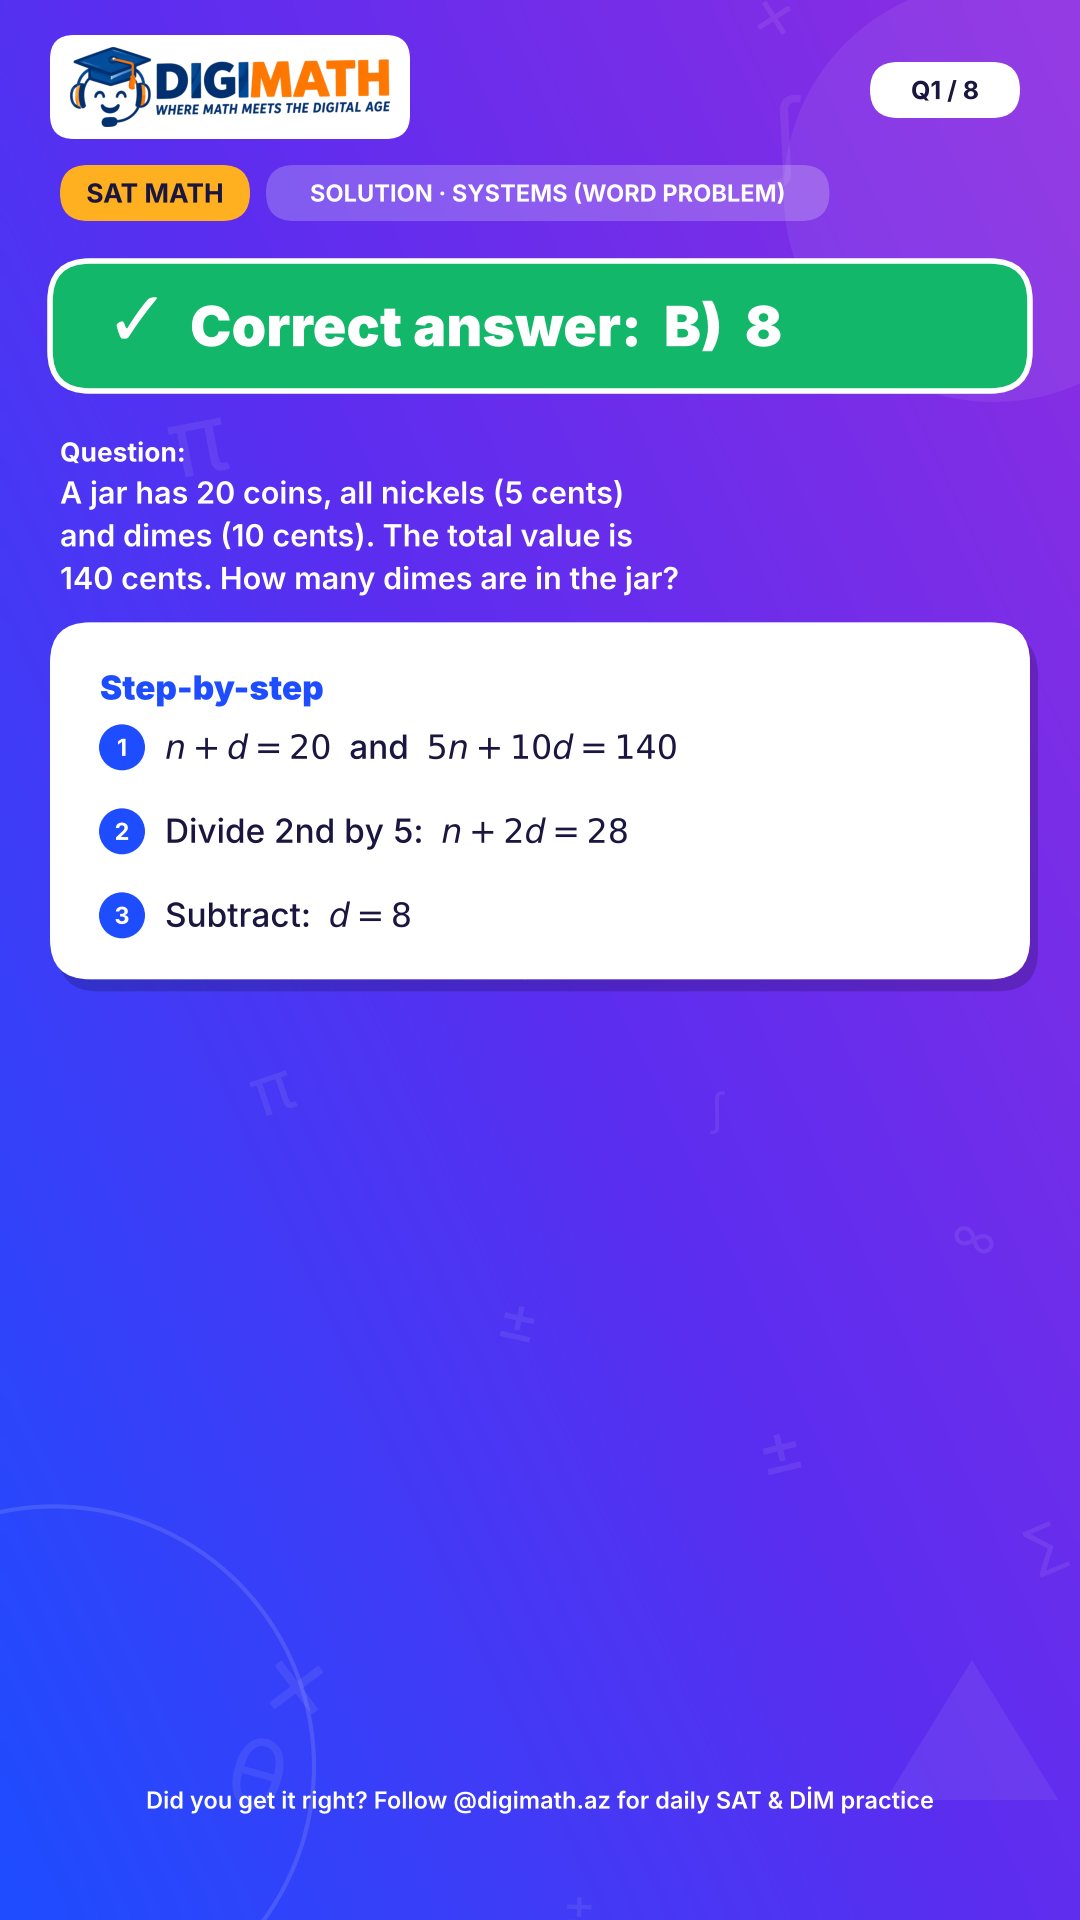 DIGIMATH
WHERE MATH MEETS THE DIGITAL AGE
Q1 / 8
SAT MATH
SOLUTION · SYSTEMS (WORD PROBLEM)
✓ Correct answer: B) 8
Question:
A jar has 20 coins, all nickels (5 cents)
and dimes (10 cents). The total value is
140 cents. How many dimes are in the jar?
Step-by-step
1 n + d = 20 and 5n + 10d = 140
2 Divide 2nd by 5: n + 2d = 28
3 Subtract: d = 8
Did you get it right? Follow @digimath.az for daily SAT & DİM practice